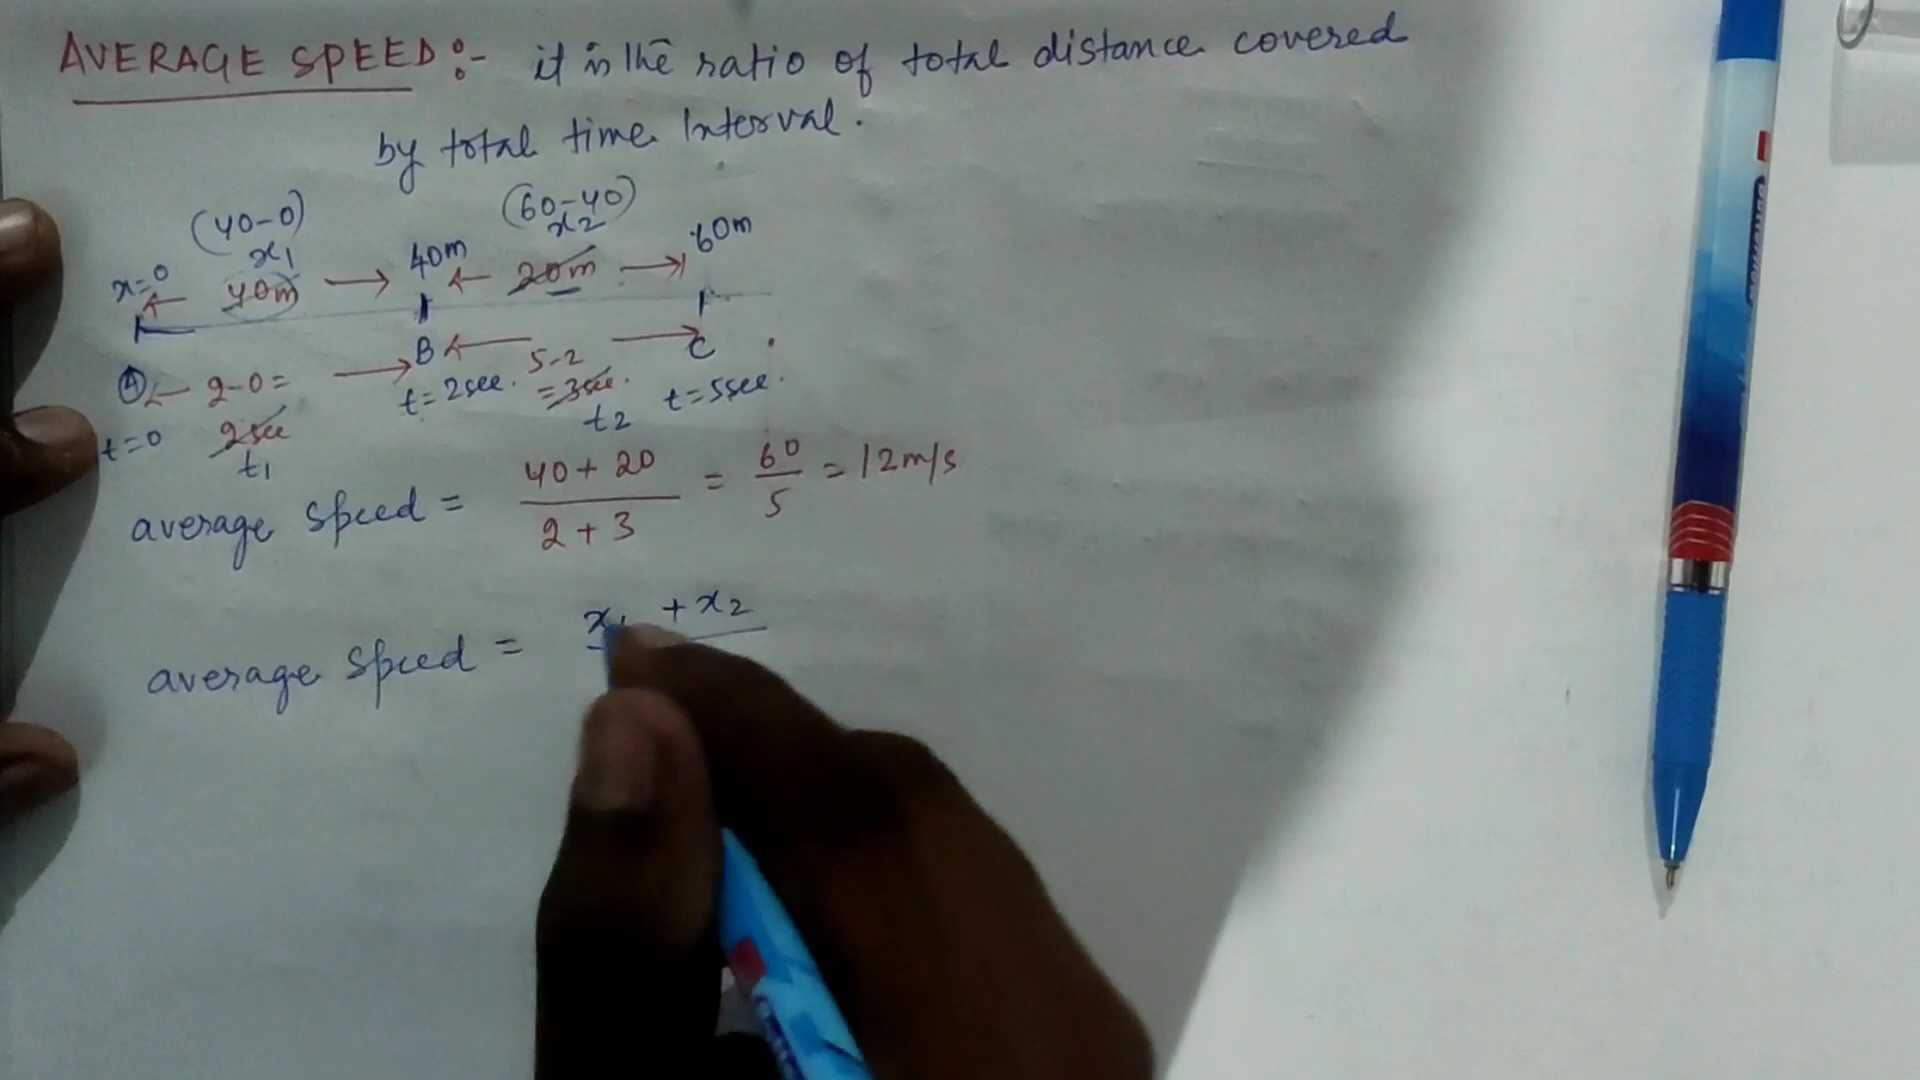 AVERAGE SPEED :- it is the ratio of total distance covered
by total time Interval.
(40-0) (60-40)
x1 x2
x=0 40m 40m 20m 60m
A 2-0= B 5-2 C
t=0 2sec t=2sec. =3sec. t=5sec.
t1 t2
average speed = 40 + 20 / 2 + 3 = 60 / 5 = 12m/s
average speed = x1 + x2